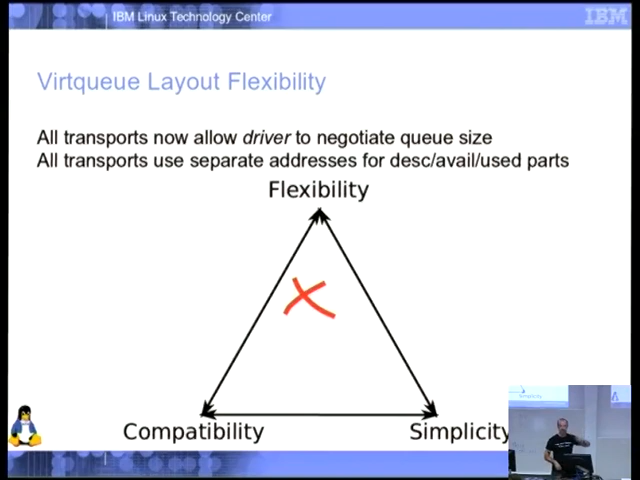 IBM Linux Technology Center
IBM
Virtqueue Layout Flexibility
All transports now allow driver to negotiate queue size
All transports use separate addresses for desc/avail/used parts
Flexibility
Compatibility
Simplicity
Simplicity